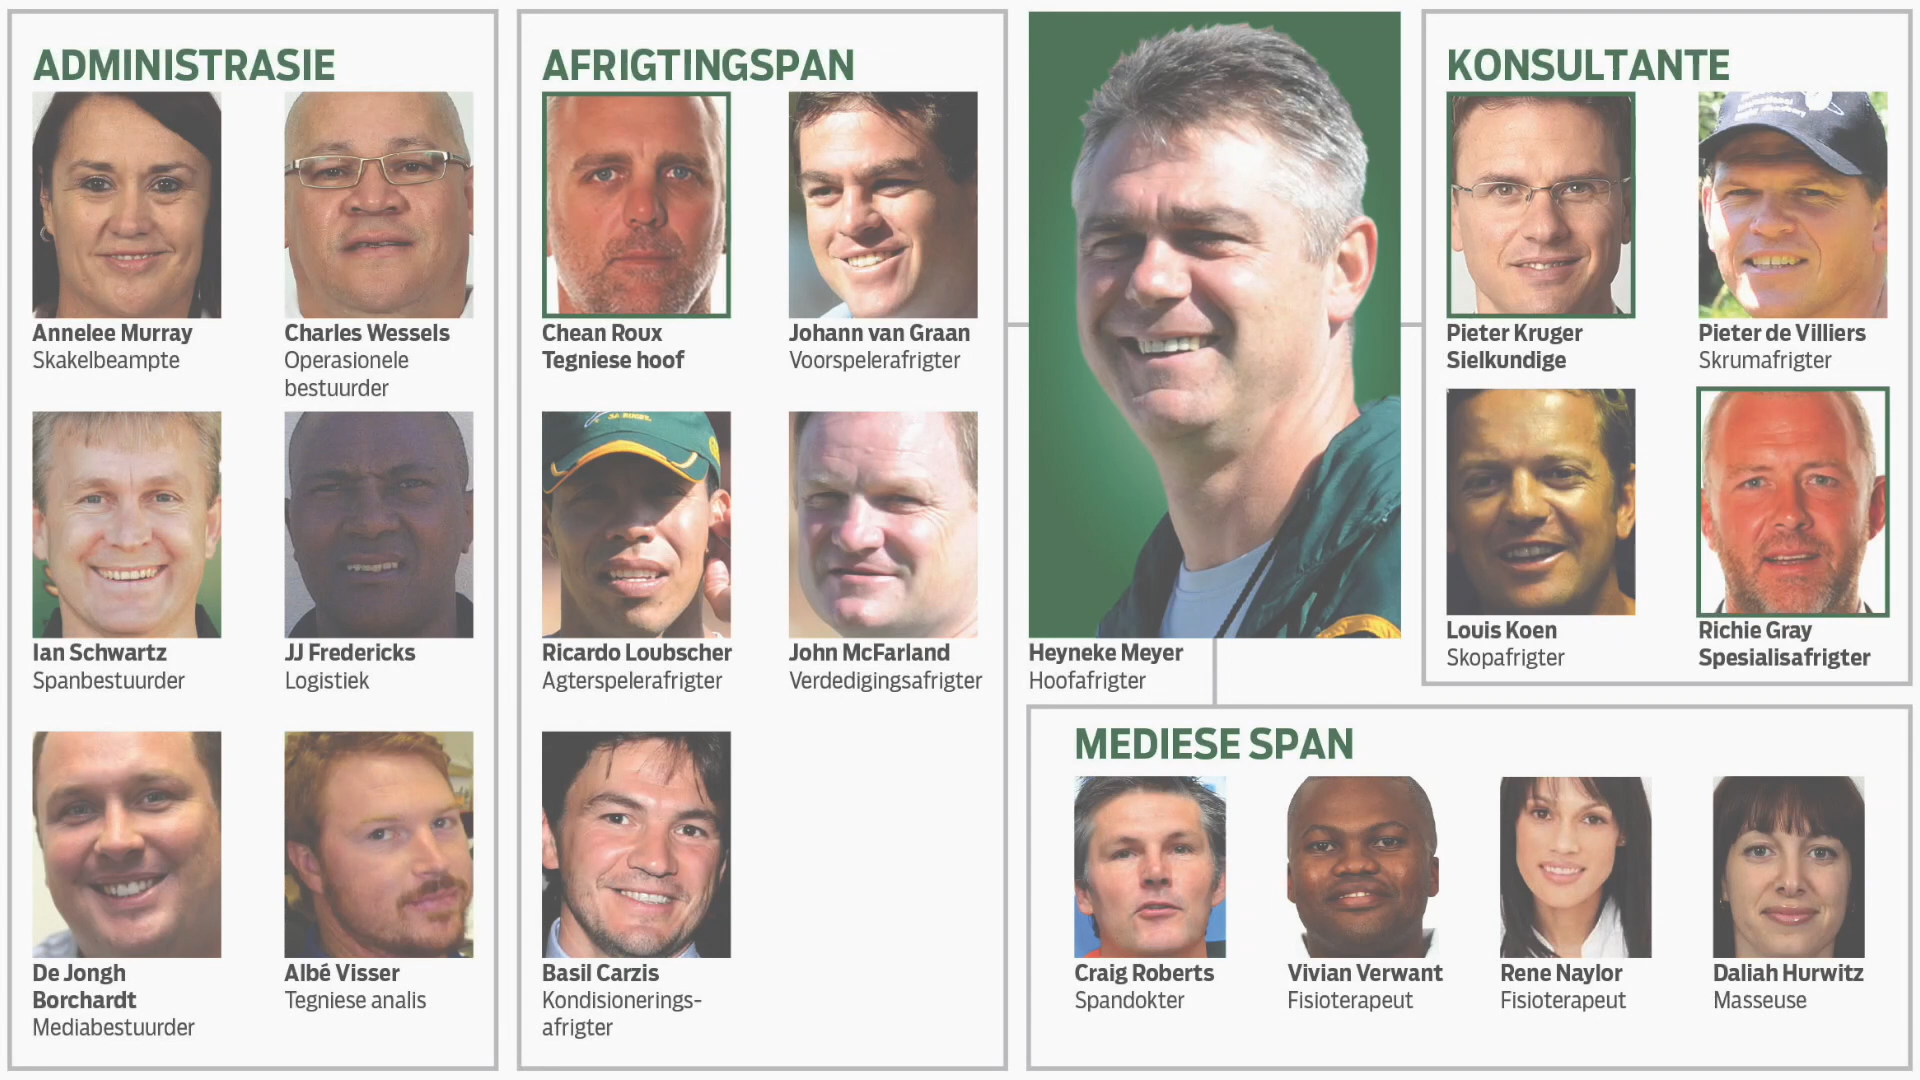 ADMINISTRASIE
Annelee Murray
Skakelbeampte
Charles Wessels
Operasionele
bestuurder
Ian Schwartz
Spanbestuurder
JJ Fredericks
Logistiek
De Jongh
Borchardt
Mediabestuurder
Albé Visser
Tegniese analis
AFRIGTINGSPAN
Chean Roux
Tegniese hoof
Johann van Graan
Voorspelerafrigter
Ricardo Loubscher
Agterspelerafrigter
John McFarland
Verdedigingsafrigter
Basil Carzis
Kondisionerings-
afrigter
Heyneke Meyer
Hoofafrigter
KONSULTANTE
Pieter Kruger
Sielkundige
Pieter de Villiers
Skrumafrigter
Louis Koen
Skopafrigter
Richie Gray
Spesialisafrigter
MEDIESE SPAN
Craig Roberts
Spandokter
Vivian Verwant
Fisioterapeut
Rene Naylor
Fisioterapeut
Daliah Hurwitz
Masseuse